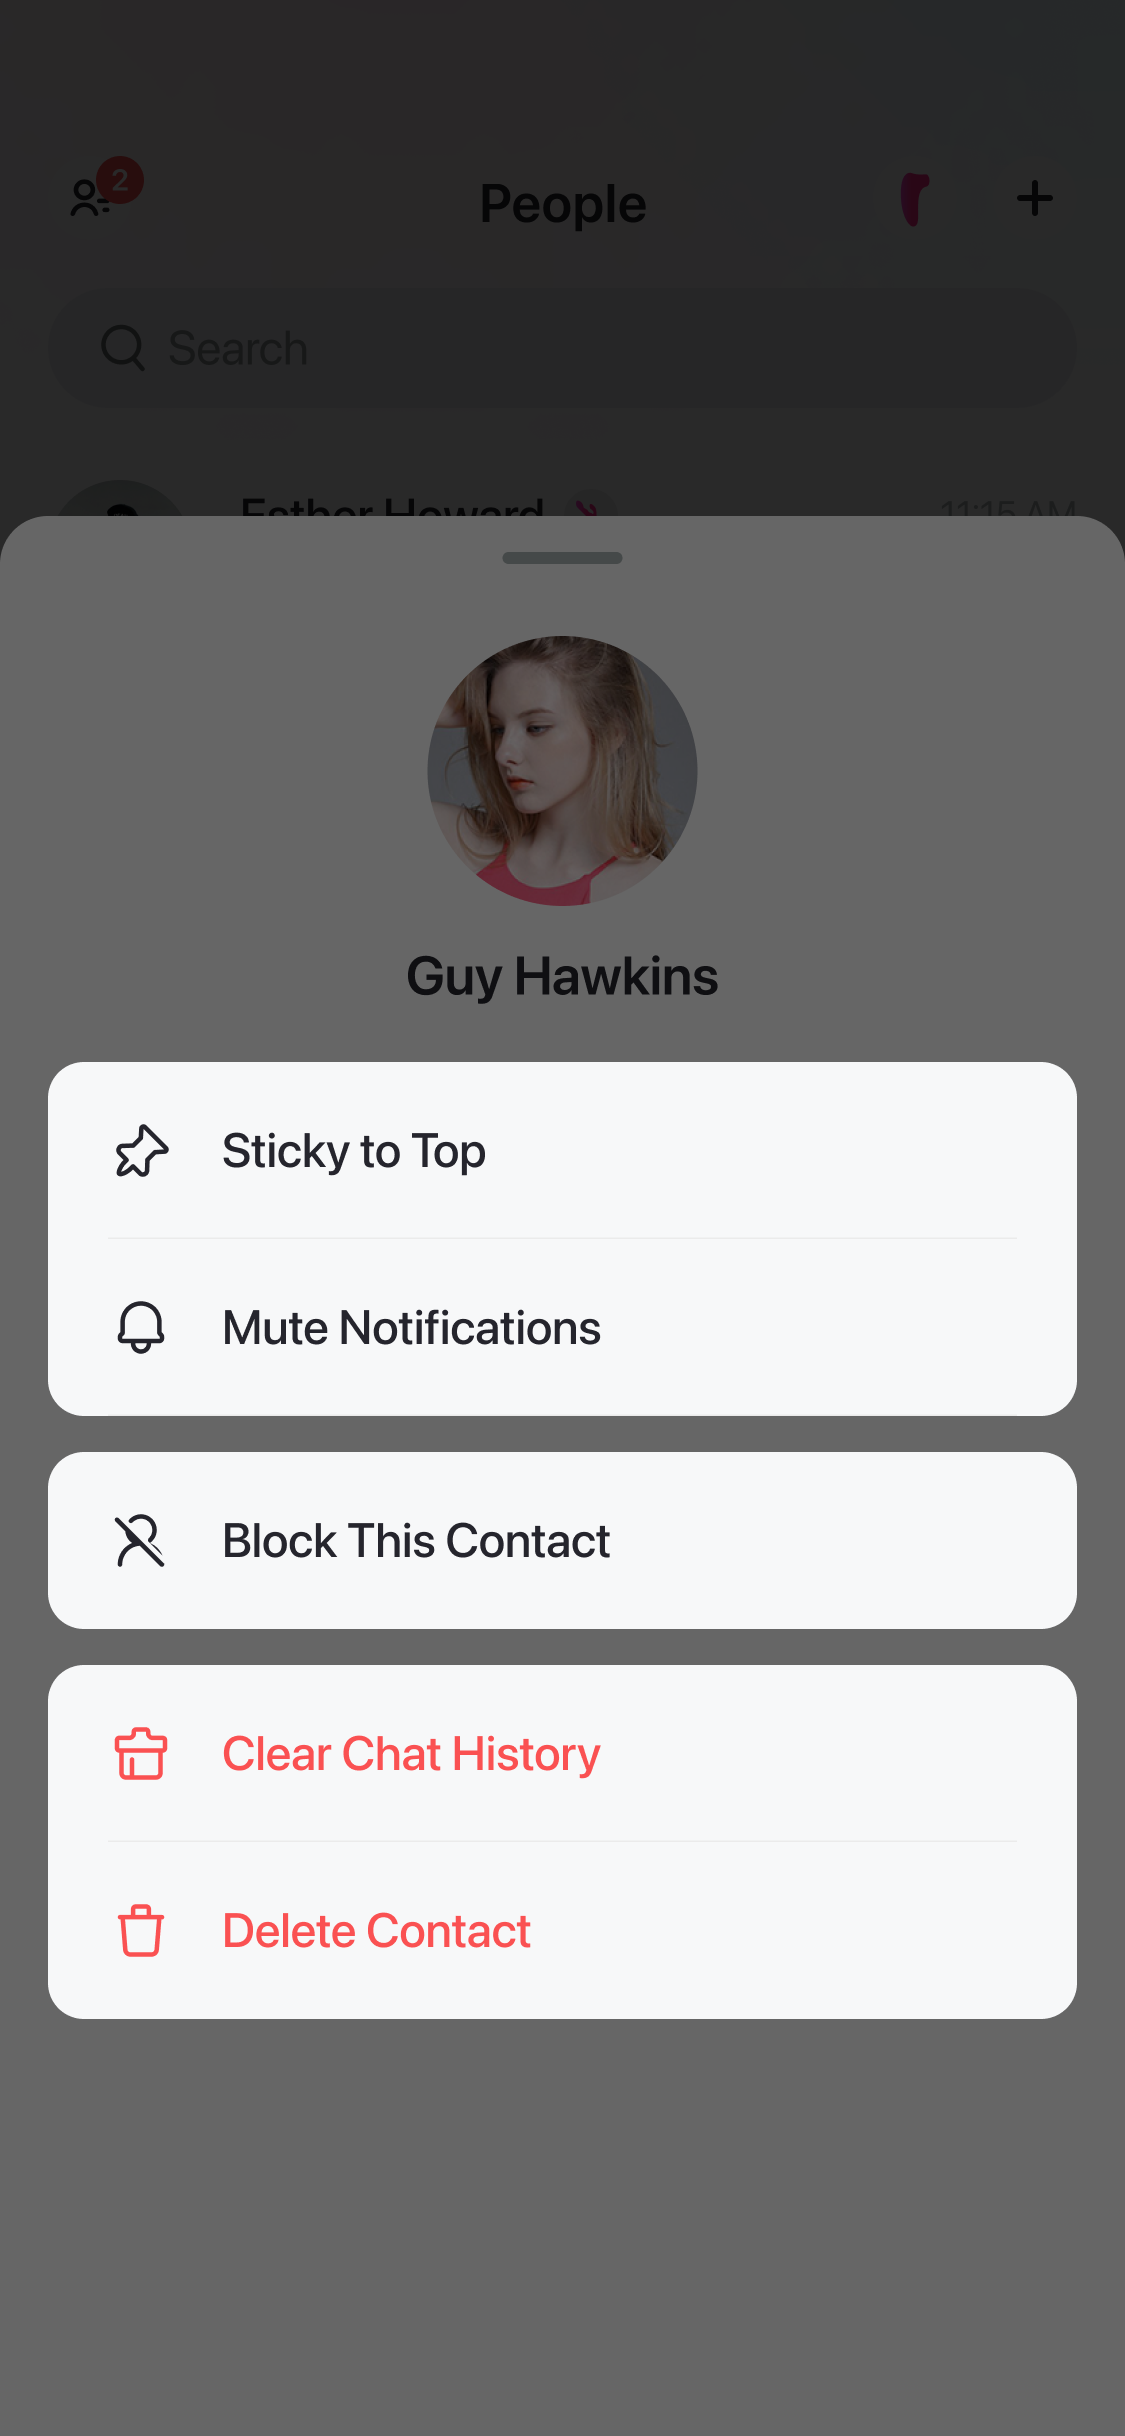 2
People
Search
Esther Howard
11:15 AM
Guy Hawkins
Sticky to Top
Mute Notifications
Block This Contact
Clear Chat History
Delete Contact